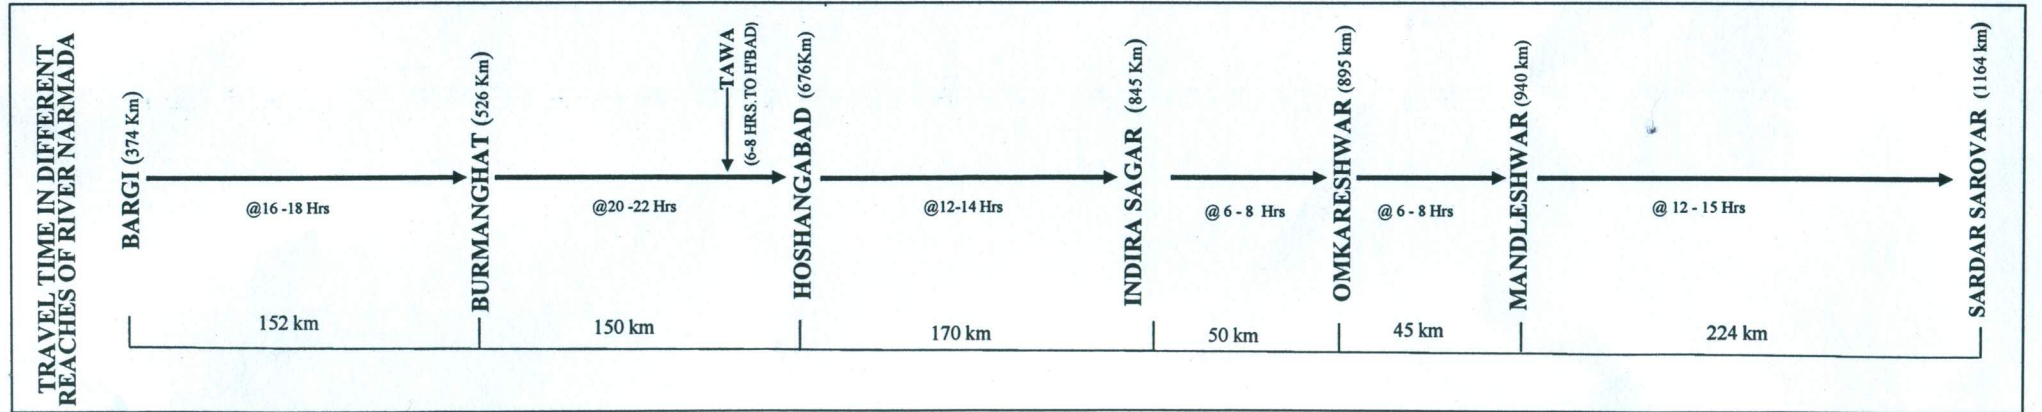 TRAVEL TIME IN DIFFERENT
REACHES OF RIVER NARMADA
BARGI (374 Km)
@16 -18 Hrs
152 km
BURMANGHAT (526 Km)
@20 -22 Hrs
150 km
TAWA
(6-8 HRS.TO H'BAD)
HOSHANGABAD (676Km)
@12-14 Hrs
170 km
INDIRA SAGAR (845 Km)
@ 6 - 8 Hrs
50 km
OMKARESHWAR (895 km)
@ 6 - 8 Hrs
45 km
MANDLESHWAR (940 km)
@ 12 - 15 Hrs
224 km
SARDAR SAROVAR (1164 km)